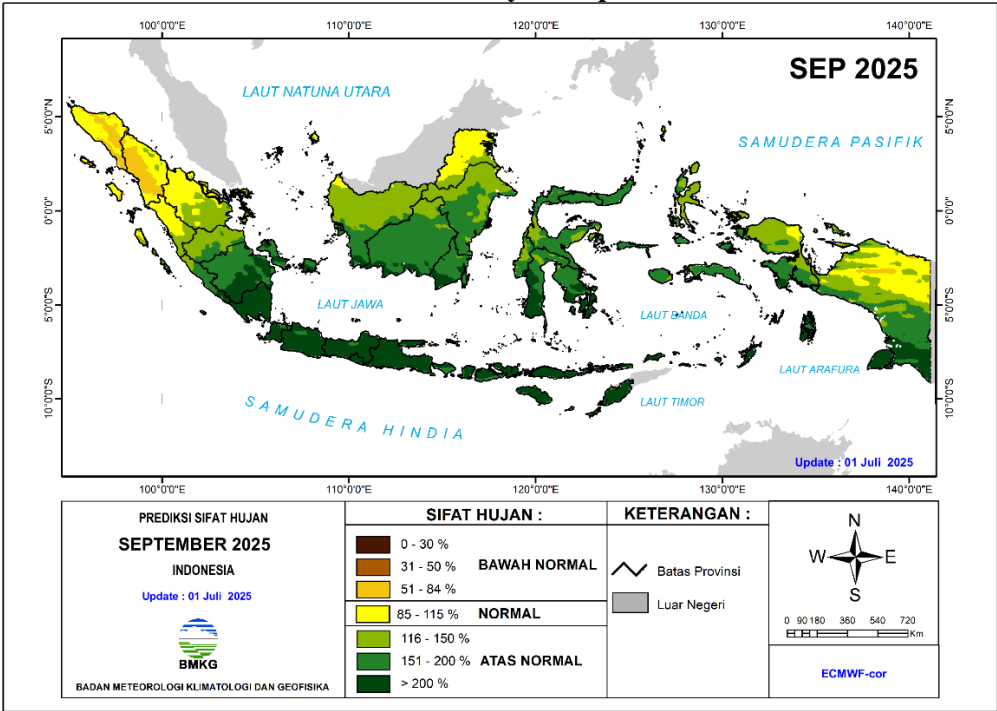 SEP 2025
LAUT NATUNA UTARA
SAMUDERA PASIFIK
LAUT JAWA
LAUT BANDA
LAUT ARAFURA
LAUT TIMOR
SAMUDERA HINDIA
Update : 01 Juli 2025
100°0'0"E 110°0'0"E 120°0'0"E 130°0'0"E 140°0'0"E
5°0'0"N
0°0'0"
5°0'0"S
10°0'0"S
5°0'0"N
0°0'0"
5°0'0"S
10°0'0"S
100°0'0"E 110°0'0"E 120°0'0"E 130°0'0"E 140°0'0"E
PREDIKSI SIFAT HUJAN
SEPTEMBER 2025
INDONESIA
Update : 01 Juli 2025
BMKG
BADAN METEOROLOGI KLIMATOLOGI DAN GEOFISIKA
SIFAT HUJAN :
0 - 30 %
31 - 50 % BAWAH NORMAL
51 - 84 %
85 - 115 % NORMAL
116 - 150 %
151 - 200 % ATAS NORMAL
> 200 %
KETERANGAN :
Batas Provinsi
Luar Negeri
N
W E
S
0 90 180 360 540 720
Km
ECMWF-cor